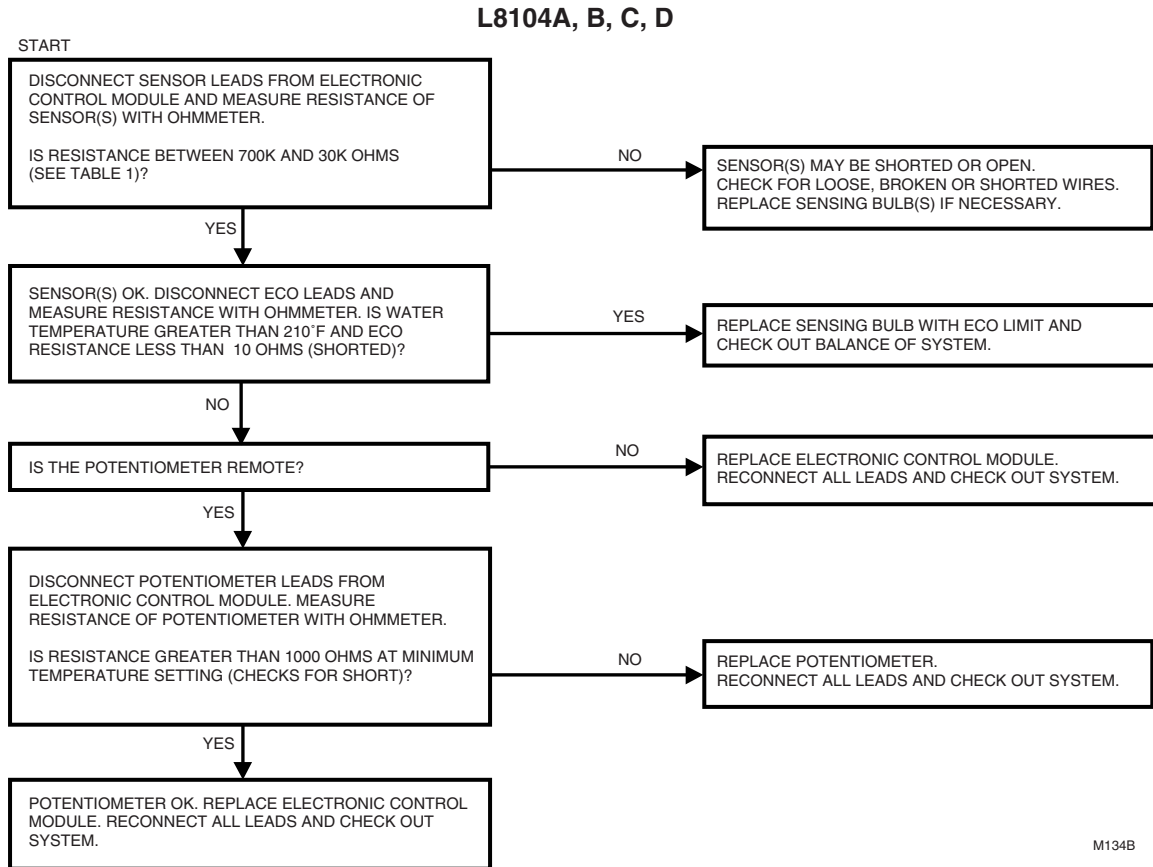 L8104A, B, C, D
START
DISCONNECT SENSOR LEADS FROM ELECTRONIC
CONTROL MODULE AND MEASURE RESISTANCE OF
SENSOR(S) WITH OHMMETER.
IS RESISTANCE BETWEEN 700K AND 30K OHMS
(SEE TABLE 1)?
NO
SENSOR(S) MAY BE SHORTED OR OPEN.
CHECK FOR LOOSE, BROKEN OR SHORTED WIRES.
REPLACE SENSING BULB(S) IF NECESSARY.
YES
SENSOR(S) OK. DISCONNECT ECO LEADS AND
MEASURE RESISTANCE WITH OHMMETER. IS WATER
TEMPERATURE GREATER THAN 210˚F AND ECO
RESISTANCE LESS THAN 10 OHMS (SHORTED)?
YES
REPLACE SENSING BULB WITH ECO LIMIT AND
CHECK OUT BALANCE OF SYSTEM.
NO
IS THE POTENTIOMETER REMOTE?
NO
REPLACE ELECTRONIC CONTROL MODULE.
RECONNECT ALL LEADS AND CHECK OUT SYSTEM.
YES
DISCONNECT POTENTIOMETER LEADS FROM
ELECTRONIC CONTROL MODULE. MEASURE
RESISTANCE OF POTENTIOMETER WITH OHMMETER.
IS RESISTANCE GREATER THAN 1000 OHMS AT MINIMUM
TEMPERATURE SETTING (CHECKS FOR SHORT)?
NO
REPLACE POTENTIOMETER.
RECONNECT ALL LEADS AND CHECK OUT SYSTEM.
YES
POTENTIOMETER OK. REPLACE ELECTRONIC CONTROL
MODULE. RECONNECT ALL LEADS AND CHECK OUT
SYSTEM.
M134B